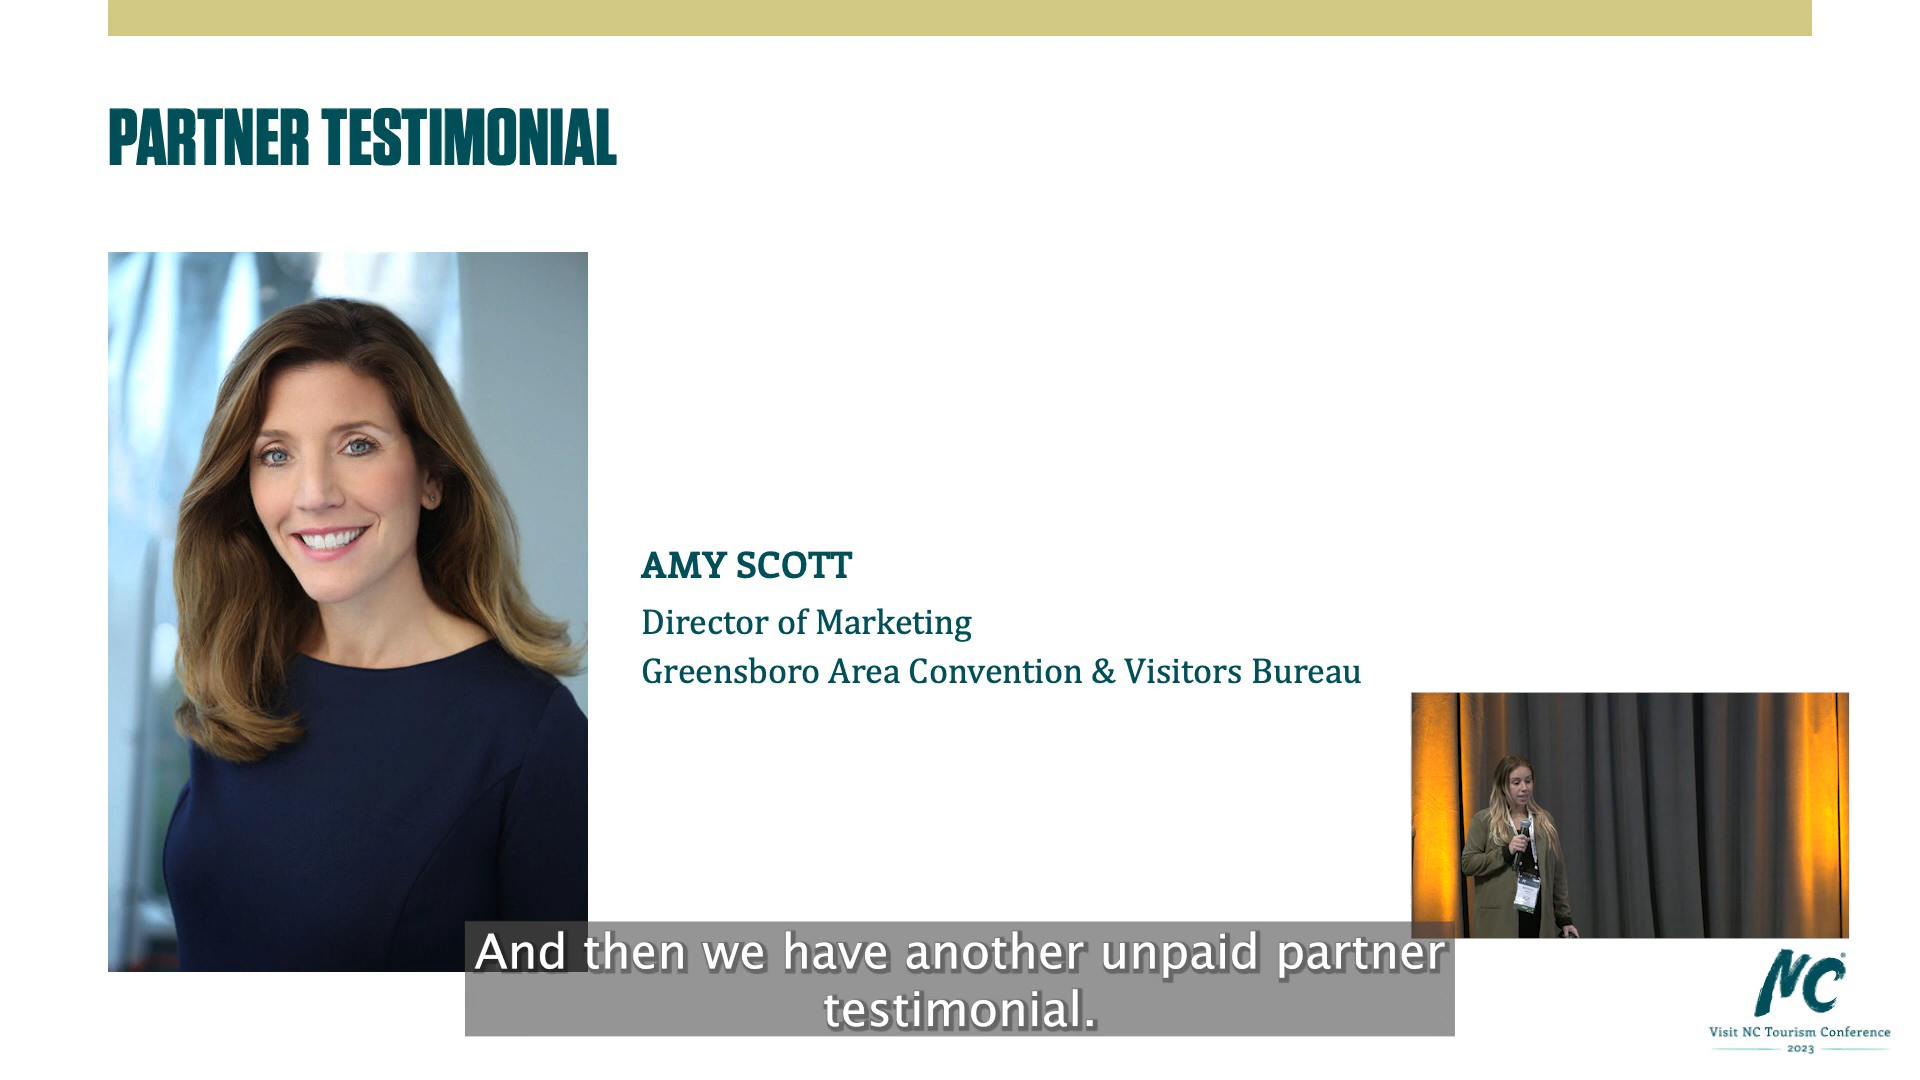 PARTNER TESTIMONIAL
AMY SCOTT
Director of Marketing
Greensboro Area Convention & Visitors Bureau
And then we have another unpaid partner
testimonial.
NC
Visit NC Tourism Conference
2023